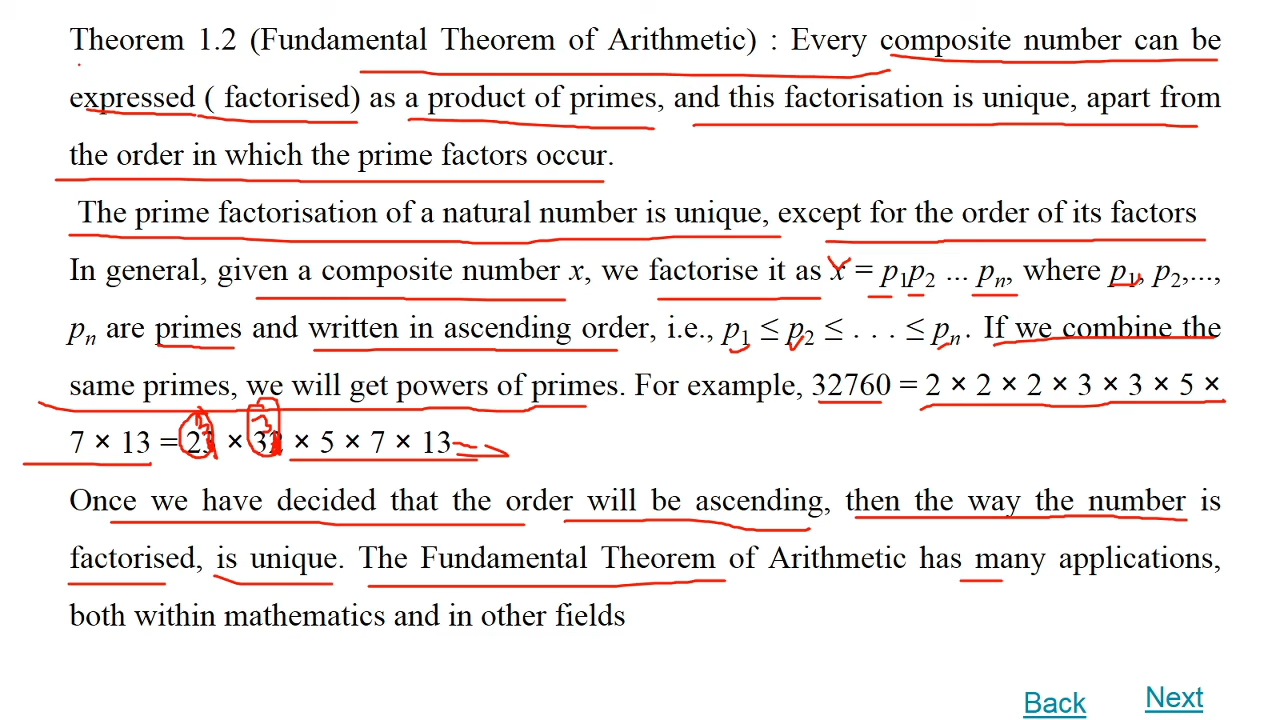 Theorem 1.2 (Fundamental Theorem of Arithmetic) : Every composite number can be
expressed ( factorised) as a product of primes, and this factorisation is unique, apart from
the order in which the prime factors occur.
The prime factorisation of a natural number is unique, except for the order of its factors
In general, given a composite number x, we factorise it as x = p₁p₂ ... pₙ, where p₁, p₂,...,
pₙ are primes and written in ascending order, i.e., p₁ ≤ p₂ ≤ . . . ≤ pₙ. If we combine the
same primes, we will get powers of primes. For example, 32760 = 2 × 2 × 2 × 3 × 3 × 5 ×
7 × 13 = 23 × 32 × 5 × 7 × 13
Once we have decided that the order will be ascending, then the way the number is
factorised, is unique. The Fundamental Theorem of Arithmetic has many applications,
both within mathematics and in other fields
Back Next